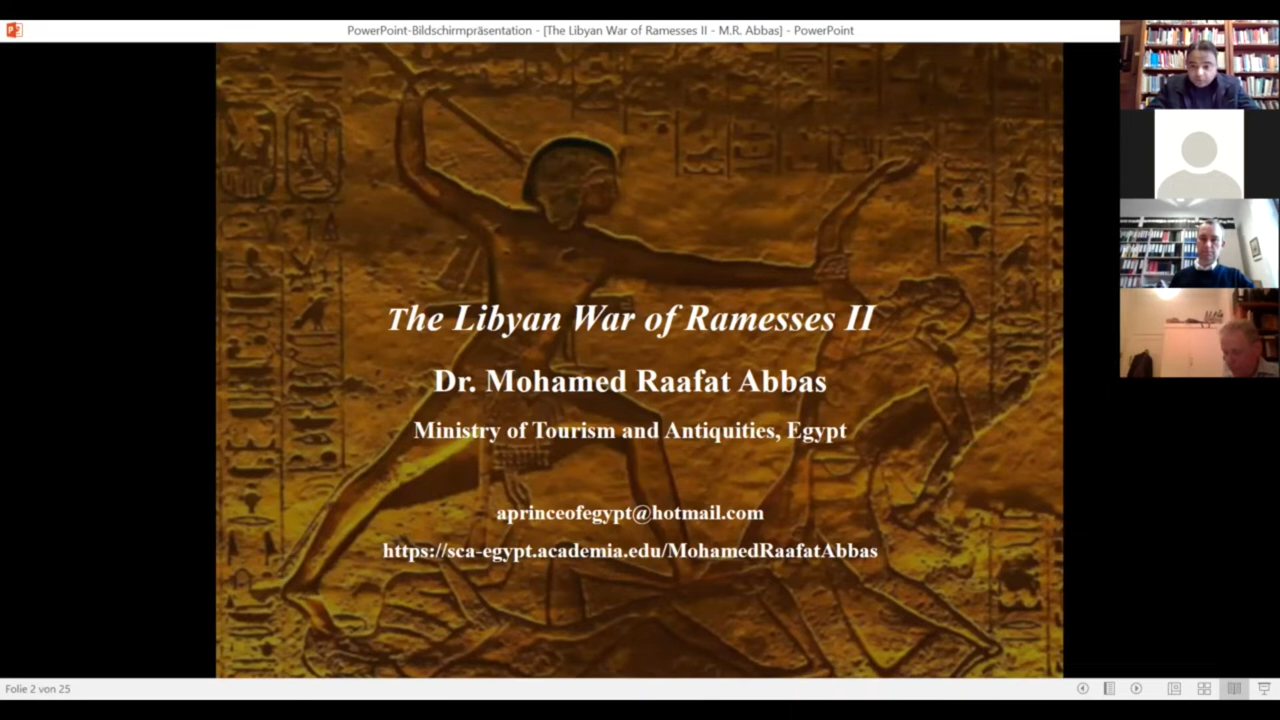 PowerPoint-Bildschirmpräsentation - [The Libyan War of Ramesses II - M.R. Abbas] - PowerPoint
The Libyan War of Ramesses II
Dr. Mohamed Raafat Abbas
Ministry of Tourism and Antiquities, Egypt
aprinceofegypt@hotmail.com
https://sca-egypt.academia.edu/MohamedRaafatAbbas
Folie 2 von 25